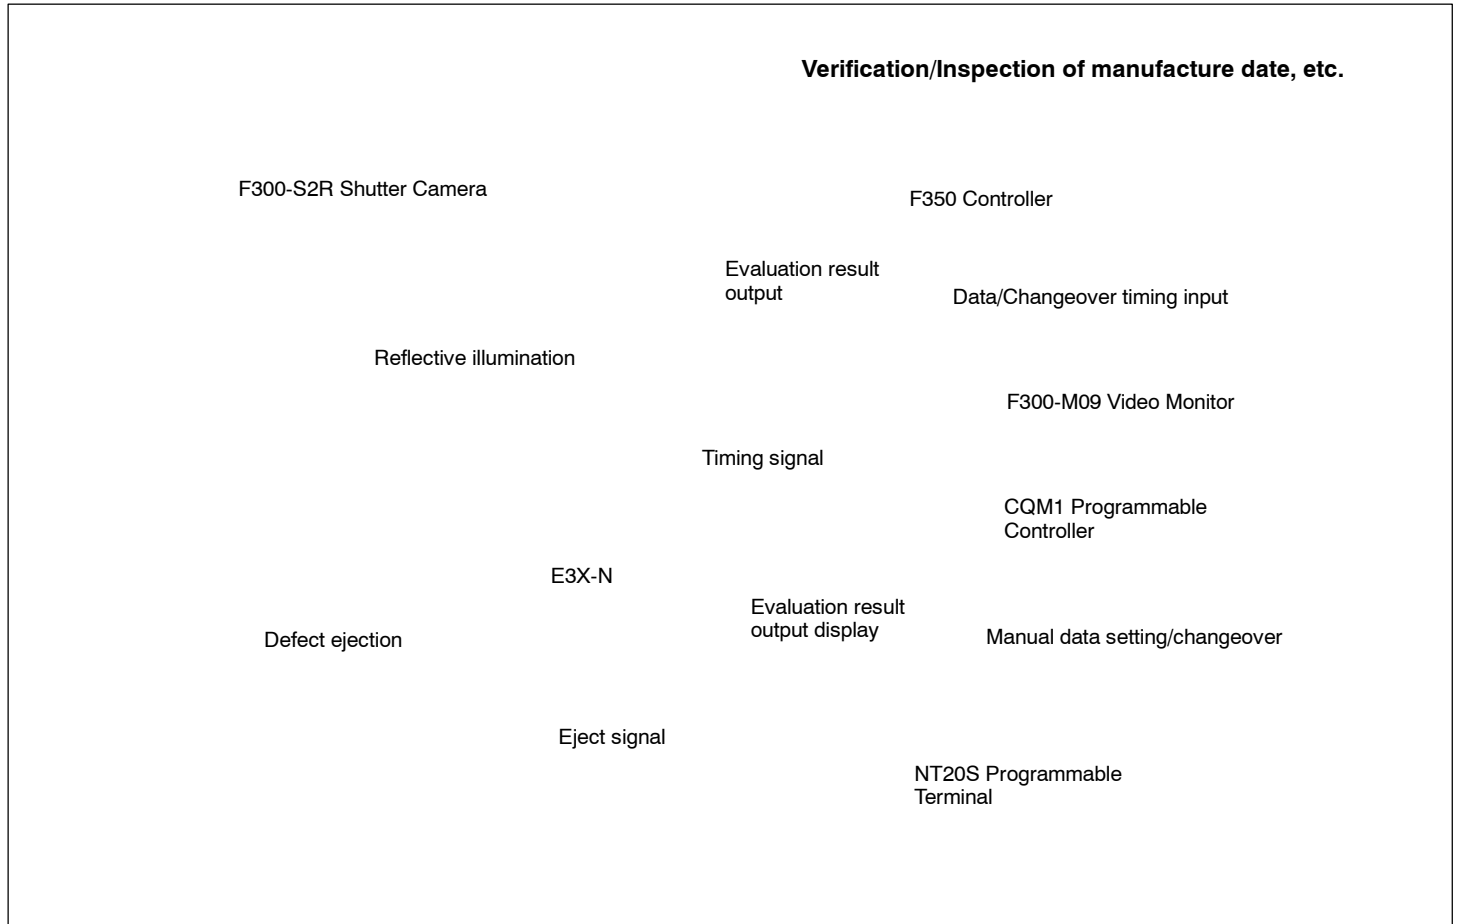 Verification/Inspection of manufacture date, etc.
F300-S2R Shutter Camera
F350 Controller
Evaluation result
output
Data/Changeover timing input
Reflective illumination
F300-M09 Video Monitor
Timing signal
CQM1 Programmable
Controller
E3X-N
Evaluation result
output display
Defect ejection
Manual data setting/changeover
Eject signal
NT20S Programmable
Terminal